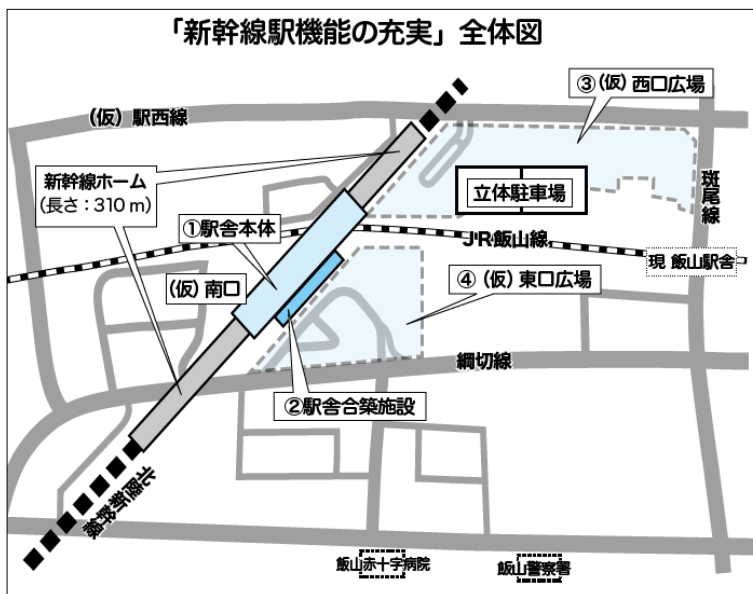 「新幹線駅機能の充実」全体図
③(仮)西口広場
(仮)駅西線
新幹線ホーム
(長さ:310m)
立体駐車場
斑尾線
①駅舎本体
JR飯山線
現 飯山駅舎
(仮)南口
④(仮)東口広場
綱切線
②駅舎合築施設
北陸新幹線
飯山赤十字病院
飯山警察署